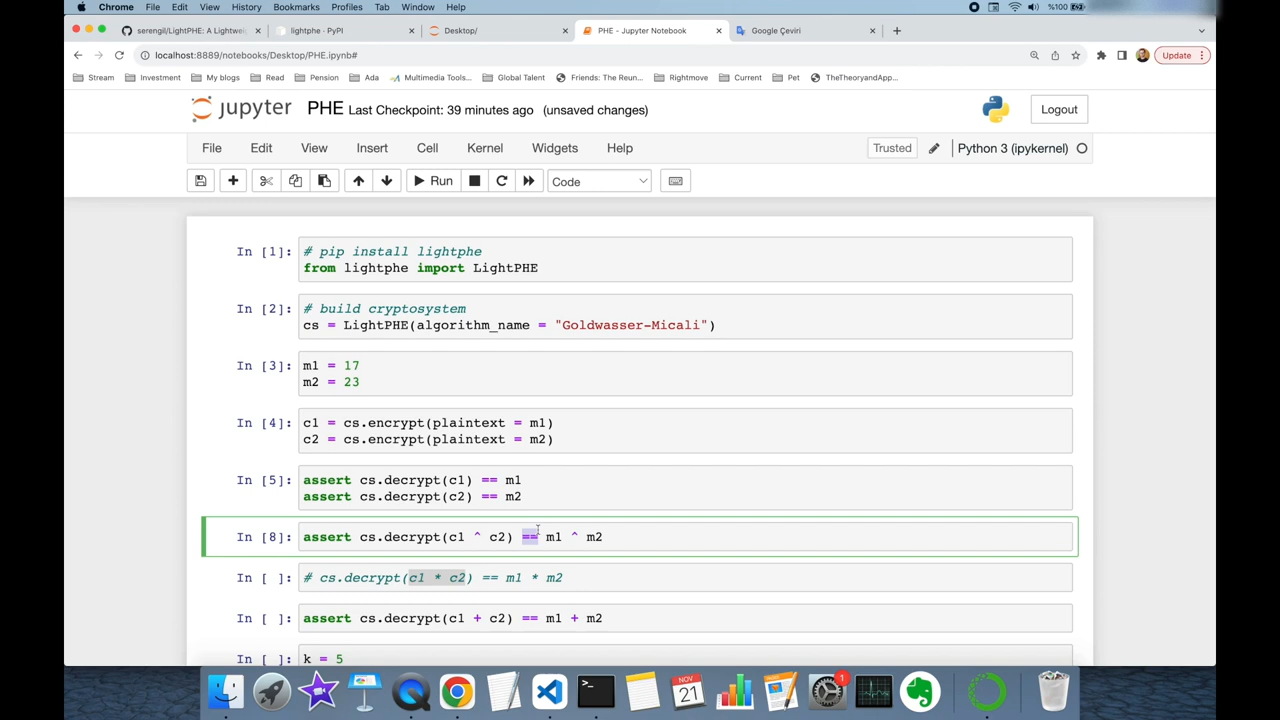 Chrome File Edit View History Bookmarks Profiles Tab Window Help %100
serengil/LightPHE: A Lightwei lightphe · PyPI Desktop/ PHE - Jupyter Notebook Google Çeviri
localhost:8889/notebooks/Desktop/PHE.ipynb# Update
Stream Investment My blogs Read Pension Ada Multimedia Tools... Global Talent Friends: The Reun... Rightmove Current Pet TheTheoryandApp...
jupyter PHE Last Checkpoint: 39 minutes ago (unsaved changes) Logout
File Edit View Insert Cell Kernel Widgets Help Trusted Python 3 (ipykernel)
Run Code
In [1]: # pip install lightphe
from lightphe import LightPHE
In [2]: # build cryptosystem
cs = LightPHE(algorithm_name = "Goldwasser-Micali")
In [3]: m1 = 17
m2 = 23
In [4]: c1 = cs.encrypt(plaintext = m1)
c2 = cs.encrypt(plaintext = m2)
In [5]: assert cs.decrypt(c1) == m1
assert cs.decrypt(c2) == m2
In [8]: assert cs.decrypt(c1 ^ c2) == m1 ^ m2
In [ ]: # cs.decrypt(c1 * c2) == m1 * m2
In [ ]: assert cs.decrypt(c1 + c2) == m1 + m2
In [ ]: k = 5
NOV
21
1